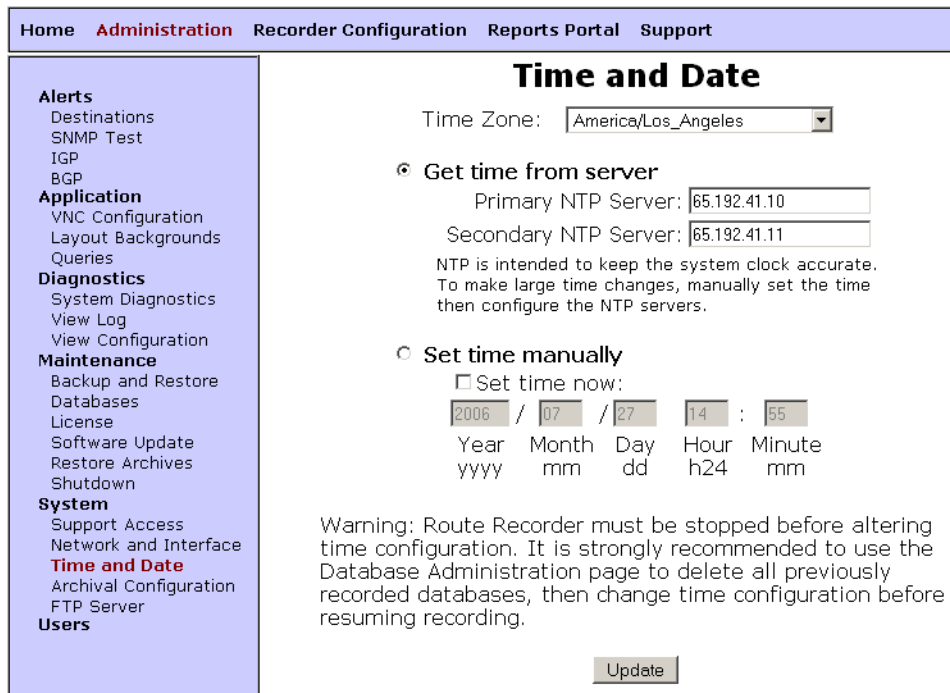 Home Administration Recorder Configuration Reports Portal Support
Alerts
Destinations
SNMP Test
IGP
BGP
Application
VNC Configuration
Layout Backgrounds
Queries
Diagnostics
System Diagnostics
View Log
View Configuration
Maintenance
Backup and Restore
Databases
License
Software Update
Restore Archives
Shutdown
System
Support Access
Network and Interface
Time and Date
Archival Configuration
FTP Server
Users
Time and Date
Time Zone: America/Los_Angeles
Get time from server
Primary NTP Server: 65.192.41.10
Secondary NTP Server: 65.192.41.11
NTP is intended to keep the system clock accurate.
To make large time changes, manually set the time
then configure the NTP servers.
Set time manually
Set time now:
2006 / 07 / 27 14 : 55
Year Month Day Hour Minute
yyyy mm dd h24 mm
Warning: Route Recorder must be stopped before altering
time configuration. It is strongly recommended to use the
Database Administration page to delete all previously
recorded databases, then change time configuration before
resuming recording.
Update